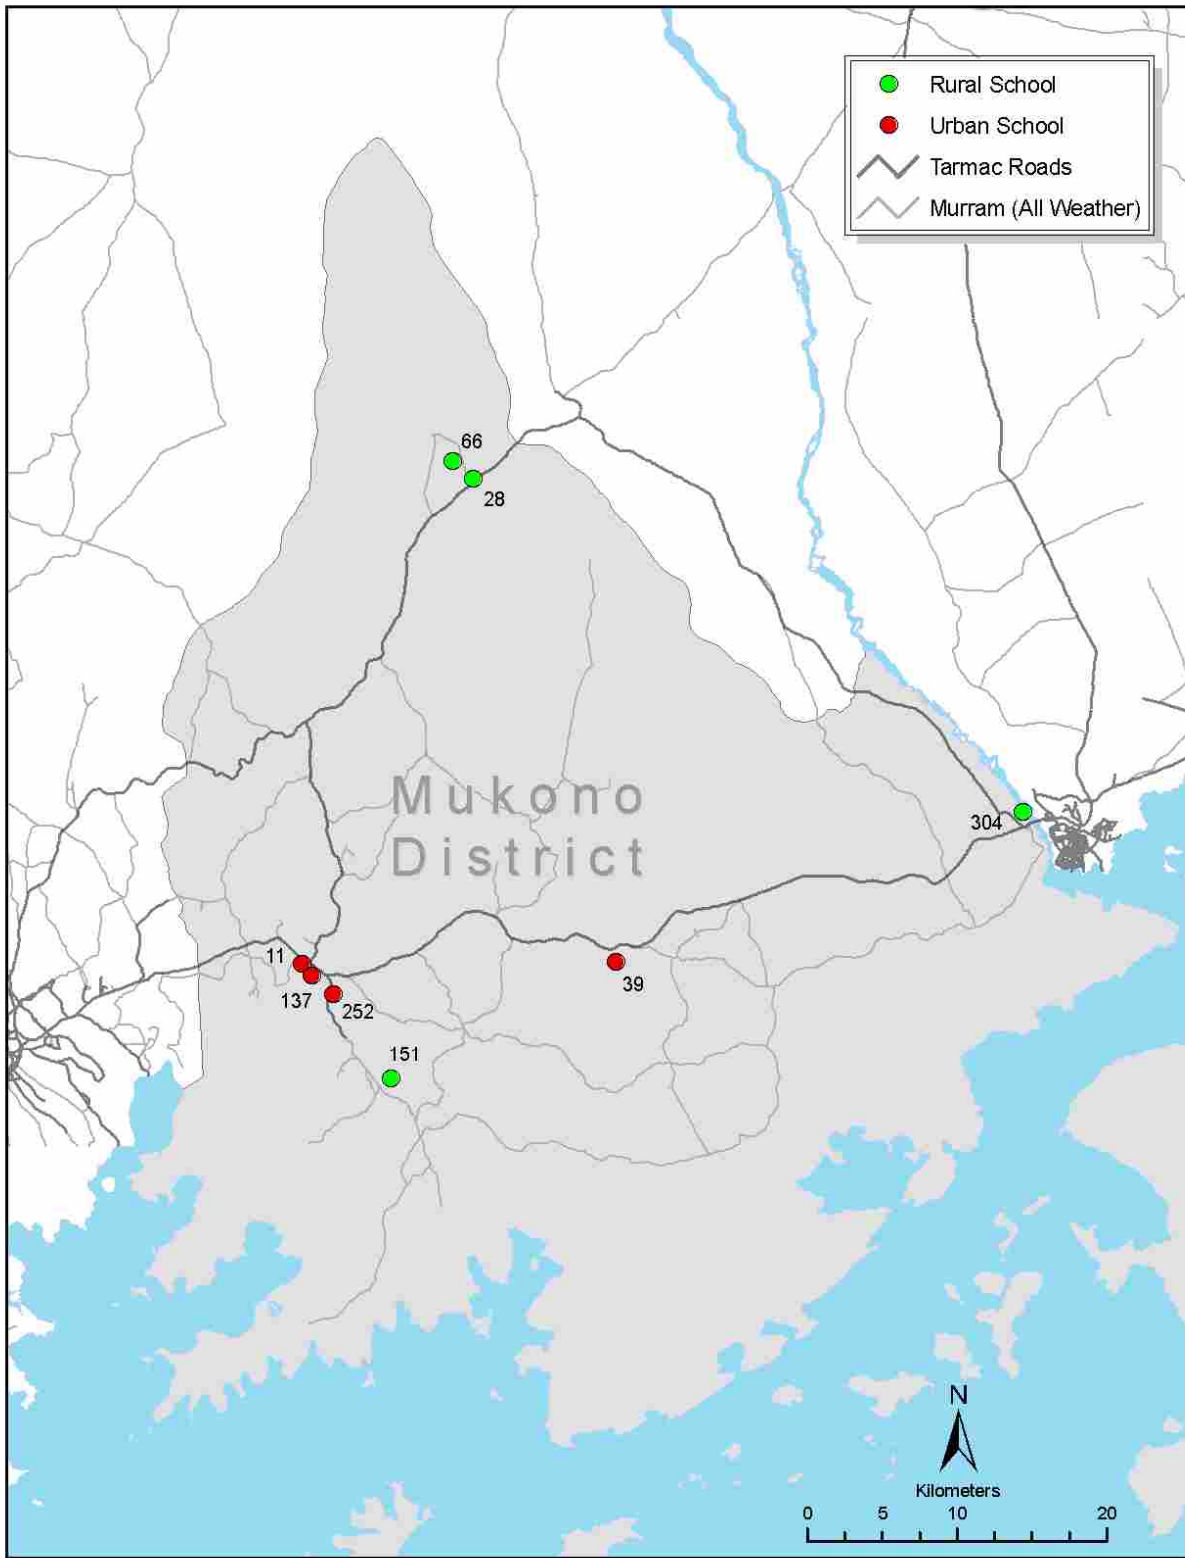 Rural School
Urban School
Tarmac Roads
Murram (All Weather)
66
28
Mukono
District
304
11
137
252
39
151
N
Kilometers
0 5 10 20